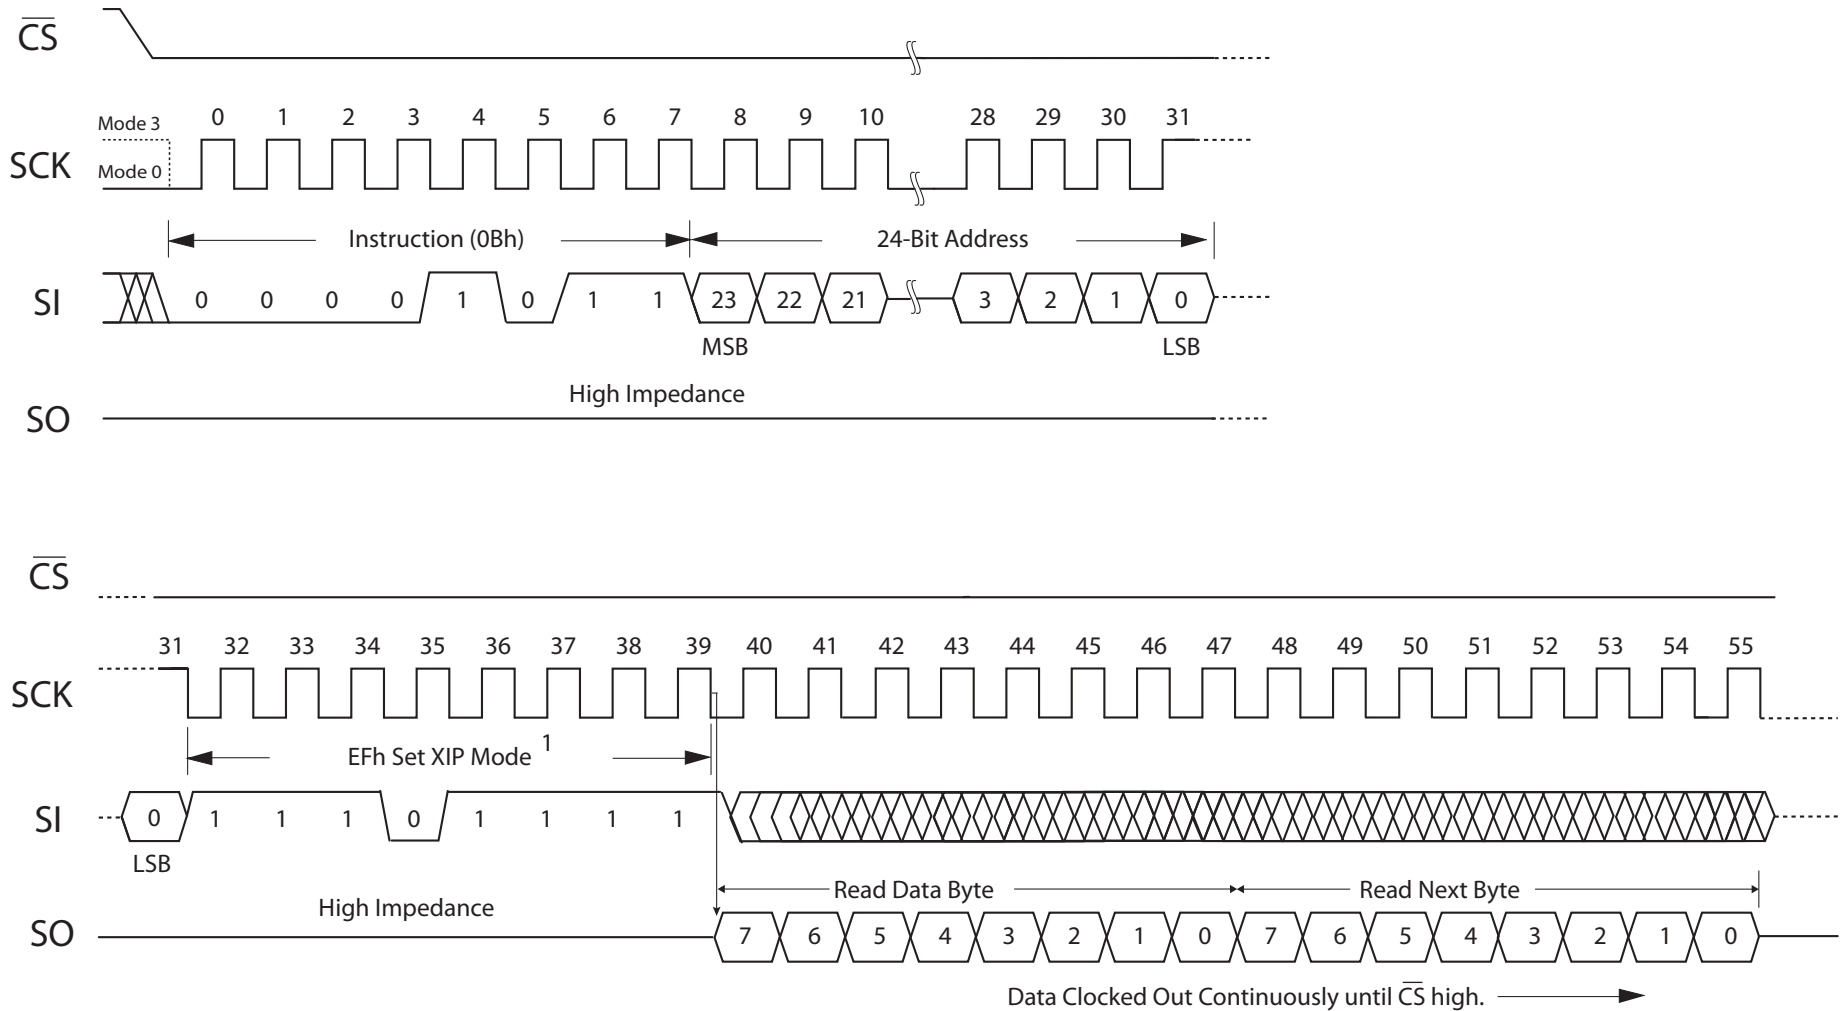 CS
0 1 2 3 4 5 6 7 8 9 10 28 29 30 31
Mode 3
SCK
Mode 0
Instruction (0Bh) 24-Bit Address
SI 0 0 0 0 1 0 1 1 23 22 21 3 2 1 0
MSB LSB
High Impedance
SO
CS
31 32 33 34 35 36 37 38 39 40 41 42 43 44 45 46 47 48 49 50 51 52 53 54 55
SCK
EFh Set XIP Mode 1
SI 0 1 1 1 0 1 1 1 1
LSB
Read Data Byte Read Next Byte
High Impedance
SO 7 6 5 4 3 2 1 0 7 6 5 4 3 2 1 0
Data Clocked Out Continuously until CS high.